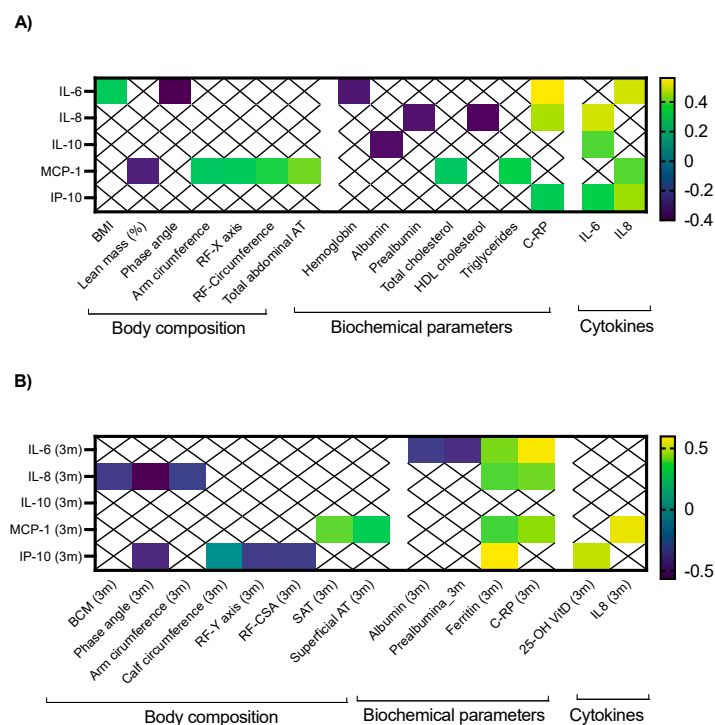 A)
IL-6
IL-8
IL-10
MCP-1
IP-10
0.4
0.2
0
-0.2
-0.4
BMI
Lean mass (%)
Phase angle
Arm cirumference
RF-X axis
RF-Circumference
Total abdominal AT
Hemoglobin
Albumin
Prealbumin
Total cholesterol
HDL cholesterol
Triglycerides
C-RP
IL-6
IL8
Body composition
Biochemical parameters
Cytokines
B)
IL-6 (3m)
IL-8 (3m)
IL-10 (3m)
MCP-1 (3m)
IP-10 (3m)
0.5
0
-0.5
BCM (3m)
Phase angle (3m)
Arm cirumference (3m)
Calf circumference (3m)
RF-Y axis (3m)
RF-CSA (3m)
SAT (3m)
Superficial AT (3m)
Albumin (3m)
Prealbumina_3m
Ferritin (3m)
C-RP (3m)
25-OH VitD (3m)
IL8 (3m)
Body composition
Biochemical parameters
Cytokines